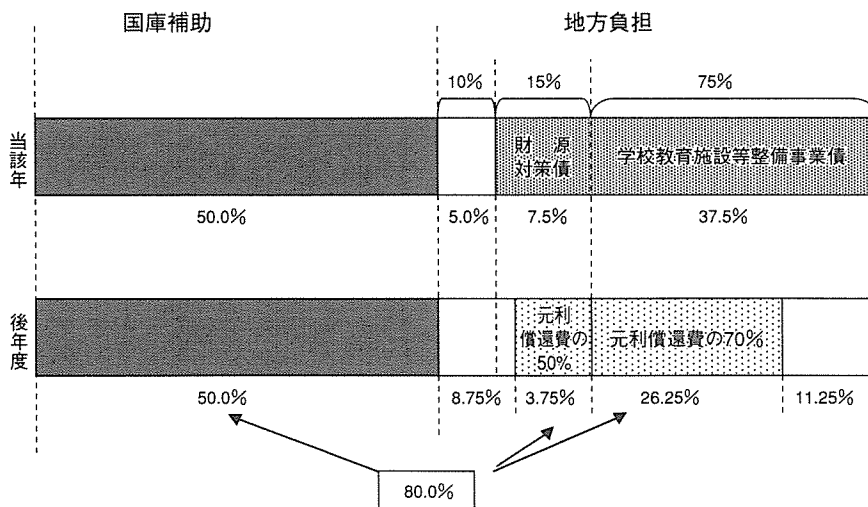 国庫補助
地方負担
10%
15%
75%
当該年
財　源
対策債
学校教育施設等整備事業債
50.0%
5.0%
7.5%
37.5%
後年度
元利
償還費の
50%
元利償還費の70%
50.0%
8.75%
3.75%
26.25%
11.25%
80.0%